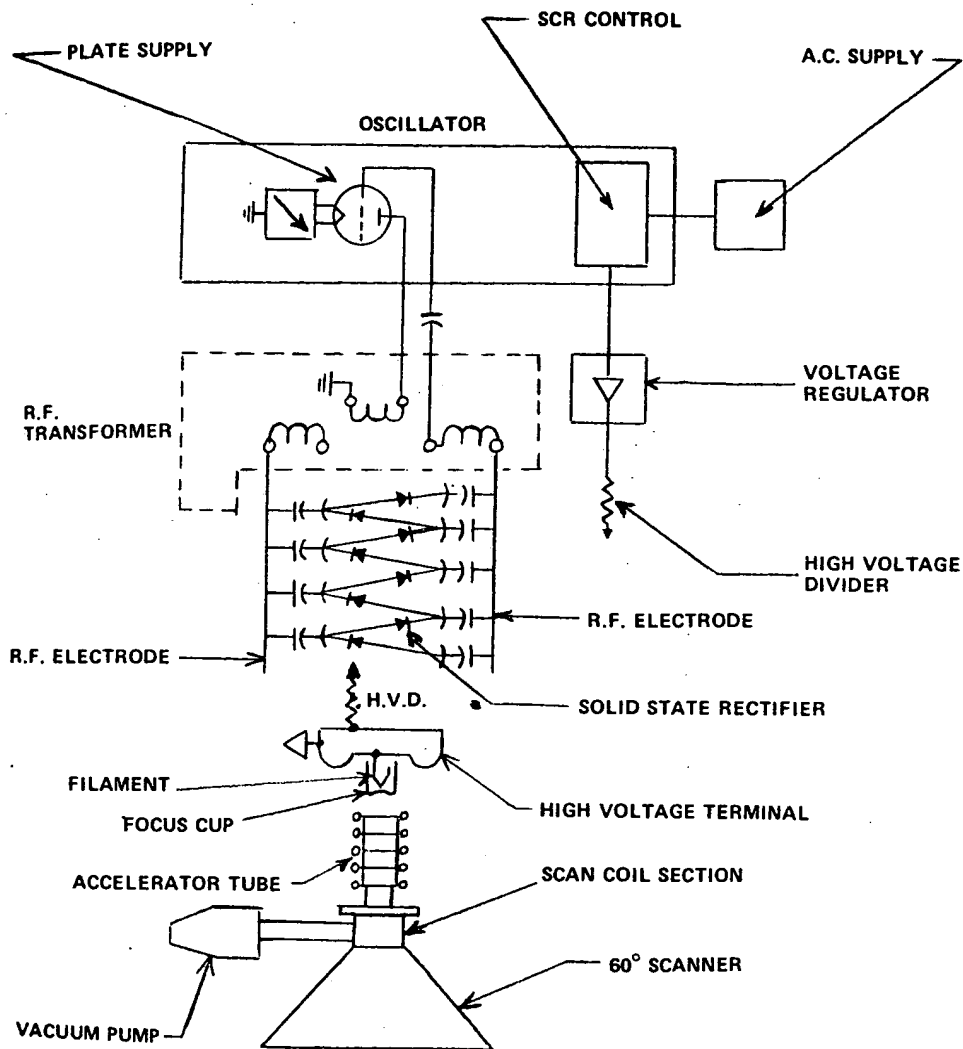 SCR CONTROL
PLATE SUPPLY
A.C. SUPPLY
OSCILLATOR
VOLTAGE
REGULATOR
R.F.
TRANSFORMER
HIGH VOLTAGE
DIVIDER
R.F. ELECTRODE
R.F. ELECTRODE
H.V.D.
SOLID STATE RECTIFIER
FILAMENT
HIGH VOLTAGE TERMINAL
FOCUS CUP
ACCELERATOR TUBE
SCAN COIL SECTION
60° SCANNER
VACUUM PUMP